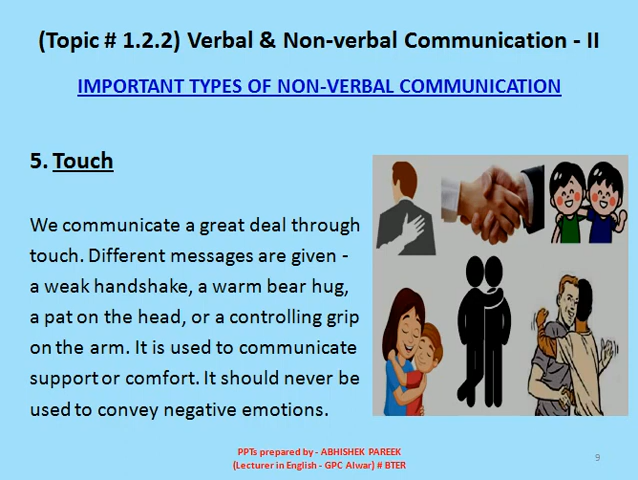 (Topic # 1.2.2) Verbal & Non-verbal Communication - II
IMPORTANT TYPES OF NON-VERBAL COMMUNICATION
5. Touch
We communicate a great deal through
touch. Different messages are given -
a weak handshake, a warm bear hug,
a pat on the head, or a controlling grip
on the arm. It is used to communicate
support or comfort. It should never be
used to convey negative emotions.
PPTs prepared by - ABHISHEK PAREEK
(Lecturer in English - GPC Alwar) # BTER
9